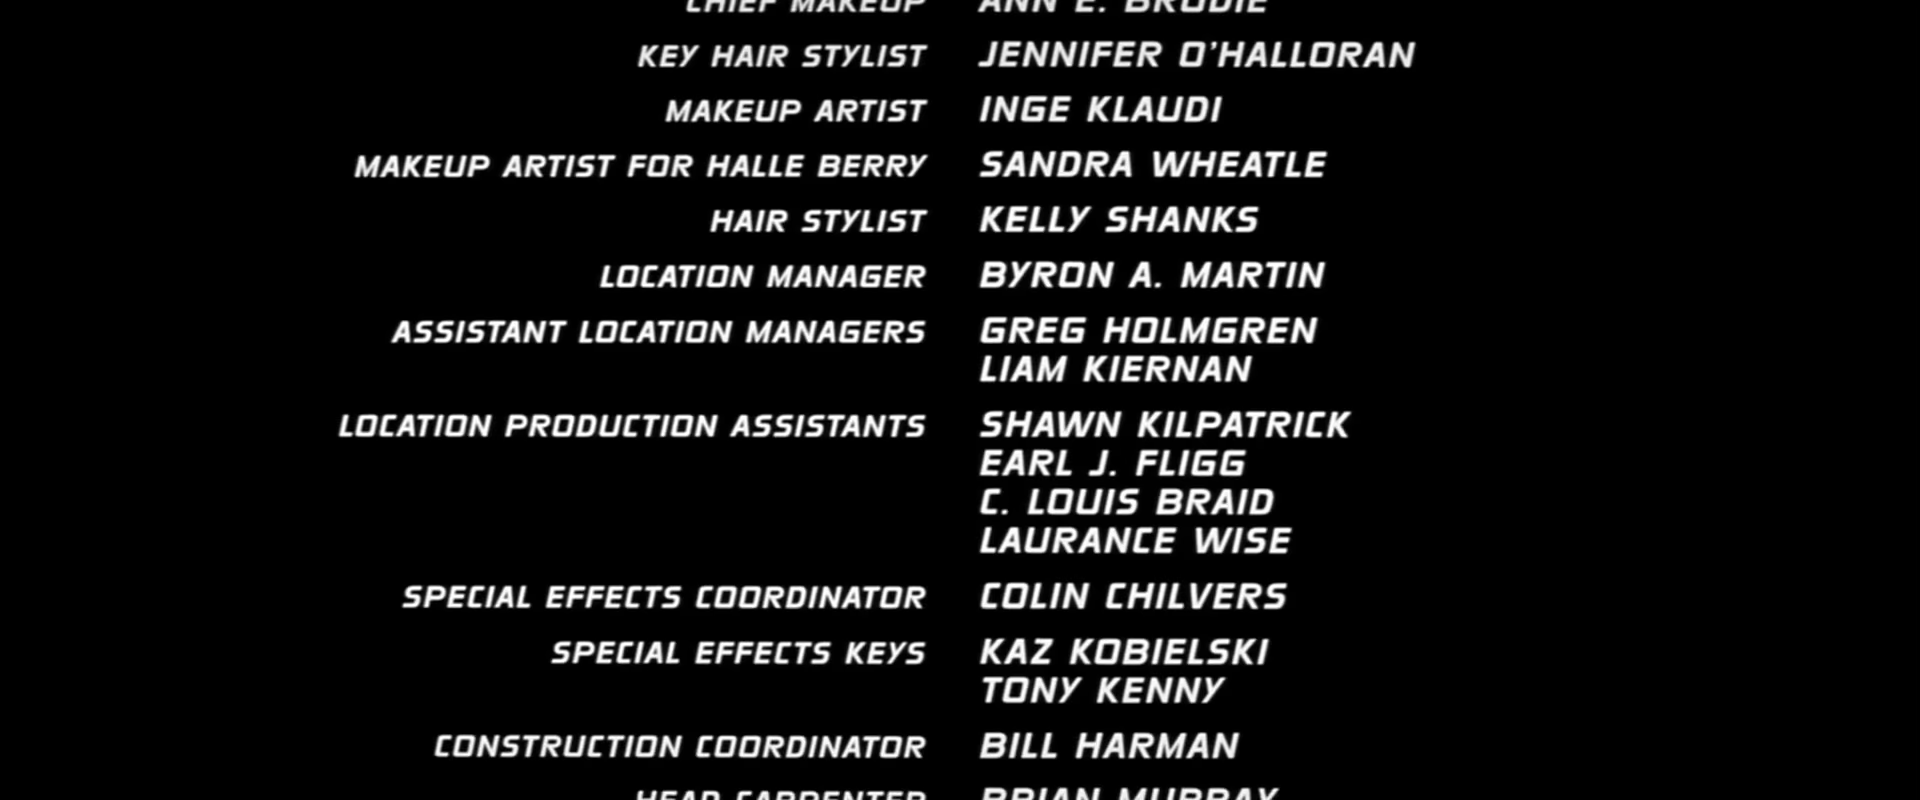 CHIEF MAKEUP ANN E. BRODIE
KEY HAIR STYLIST JENNIFER O'HALLORAN
MAKEUP ARTIST INGE KLAUDI
MAKEUP ARTIST FOR HALLE BERRY SANDRA WHEATLE
HAIR STYLIST KELLY SHANKS
LOCATION MANAGER BYRON A. MARTIN
ASSISTANT LOCATION MANAGERS GREG HOLMGREN
LIAM KIERNAN
LOCATION PRODUCTION ASSISTANTS SHAWN KILPATRICK
EARL J. FLIGG
C. LOUIS BRAID
LAURANCE WISE
SPECIAL EFFECTS COORDINATOR COLIN CHILVERS
SPECIAL EFFECTS KEYS KAZ KOBIELSKI
TONY KENNY
CONSTRUCTION COORDINATOR BILL HARMAN
HEAD CARPENTER BRIAN MURRAY